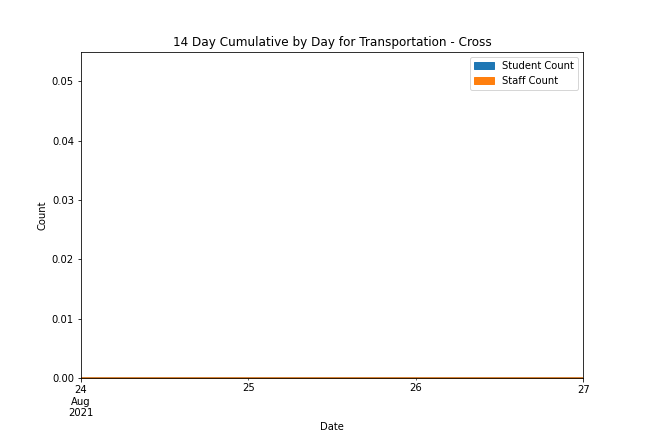 14 Day Cumulative by Day for Transportation - Cross
Student Count
Staff Count
0.05
0.04
0.03
0.02
0.01
0.00
Count
24
25
26
27
Aug
2021
Date